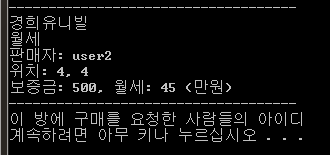 ------------------------------------
경희유니빌
월세
판매자: user2
위치: 4, 4
보증금: 500, 월세: 45 (만원)
------------------------------------
이 방에 구매를 요청한 사람들의 아이디
계속하려면 아무 키나 누르십시오 . . .